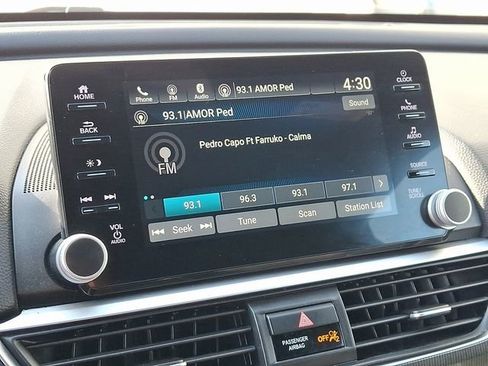 HOME
BACK
VOL
AUDIO
Phone
FM
Audio
93.1 AMOR Ped
4:30
93.1|AMOR Ped
Sound
Pedro Capo Ft Farruko - Calma
FM
93.1
96.3
93.1
97.1
Seek
Tune
Scan
Station List
CLOCK
PHONE
AUDIO
SOURCE
TUNE/
SCROLL
PASSENGER
AIRBAG
OFF
2